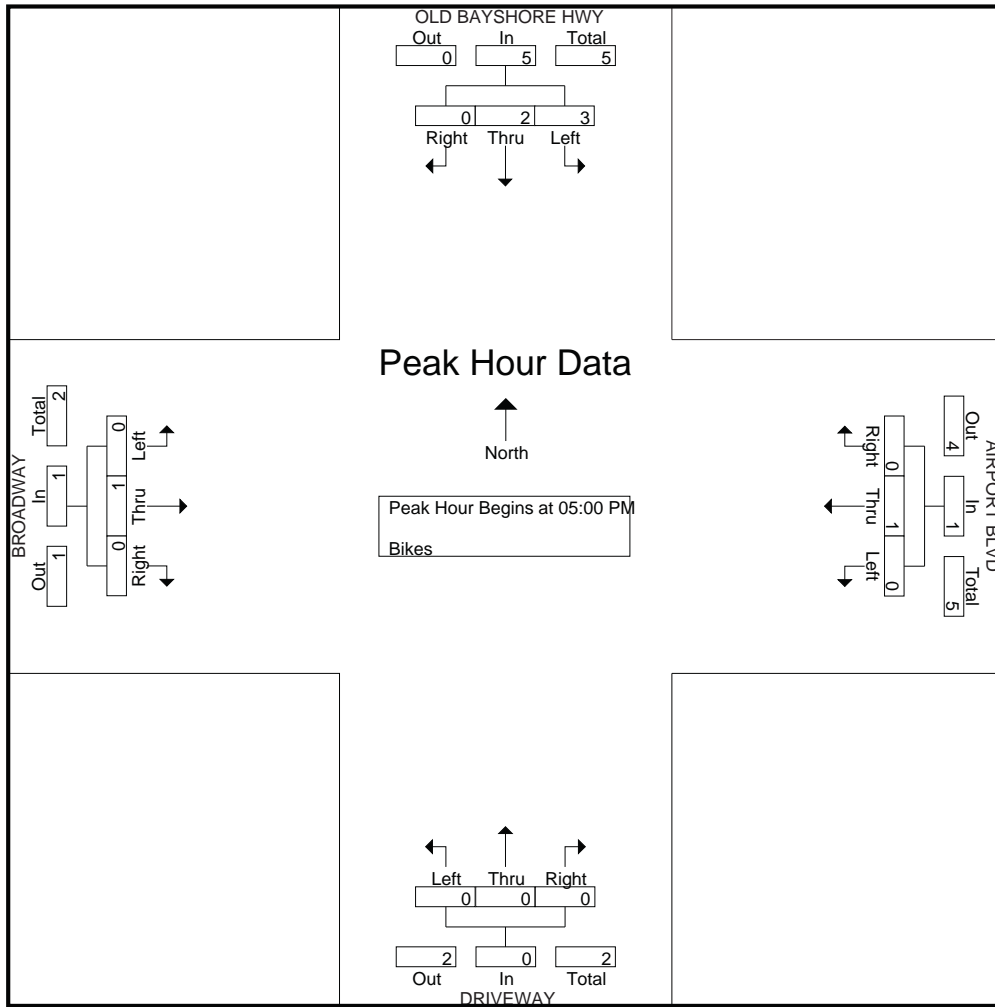 OLD BAYSHORE HWY
Out In Total
0 5 5
0 2 3
Right Thru Left
Peak Hour Data
North
Peak Hour Begins at 05:00 PM
Bikes
BROADWAY
Out In Total
1 1 2
0 1 0
Right Thru Left
AIRPORT BLVD
Out In Total
4 1 5
0 1 0
Right Thru Left
Left Thru Right
0 0 0
2 0 2
Out In Total
DRIVEWAY